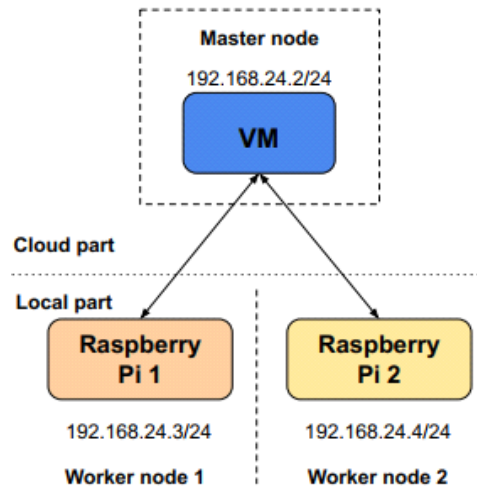 Master node
192.168.24.2/24
VM
Cloud part
Local part
Raspberry
Pi 1
Raspberry
Pi 2
192.168.24.3/24
192.168.24.4/24
Worker node 1
Worker node 2